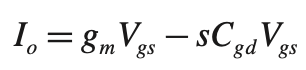 I_o = g_m V_gs − sC_gd V_gs